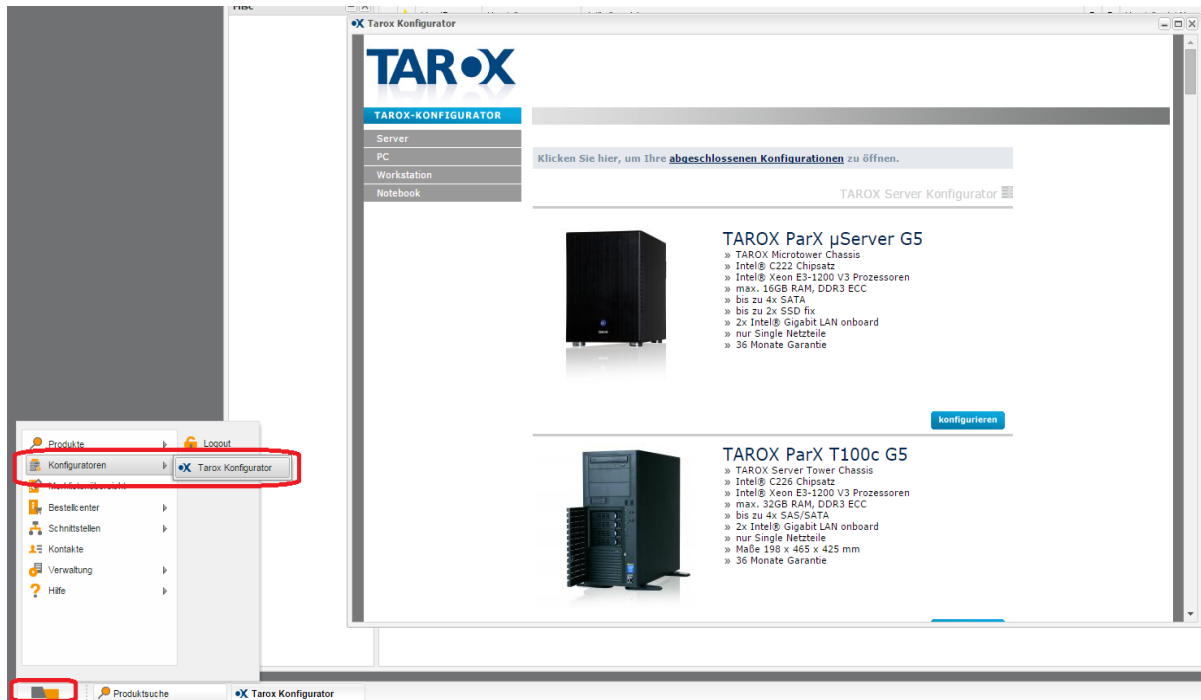 Tarox Konfigurator
TAROX
TAROX-KONFIGURATOR
Server
PC
Workstation
Notebook
Klicken Sie hier, um Ihre abgeschlossenen Konfigurationen zu öffnen.
TAROX Server Konfigurator
TAROX ParX µServer G5
» TAROX Microtower Chassis
» Intel® C222 Chipsatz
» Intel® Xeon E3-1200 V3 Prozessoren
» max. 16GB RAM, DDR3 ECC
» bis zu 4x SATA
» bis zu 2x SSD fix
» 2x Intel® Gigabit LAN onboard
» nur Single Netzteile
» 36 Monate Garantie
konfigurieren
TAROX ParX T100c G5
» TAROX Server Tower Chassis
» Intel® C226 Chipsatz
» Intel® Xeon E3-1200 V3 Prozessoren
» max. 32GB RAM, DDR3 ECC
» bis zu 4x SAS/SATA
» 2x Intel® Gigabit LAN onboard
» nur Single Netzteile
» Maße 198 x 465 x 425 mm
» 36 Monate Garantie
Produkte
Logout
Konfiguratoren
Tarox Konfigurator
Merklistenübersicht
Bestellcenter
Schnittstellen
Kontakte
Verwaltung
Hilfe
Produktsuche
Tarox Konfigurator